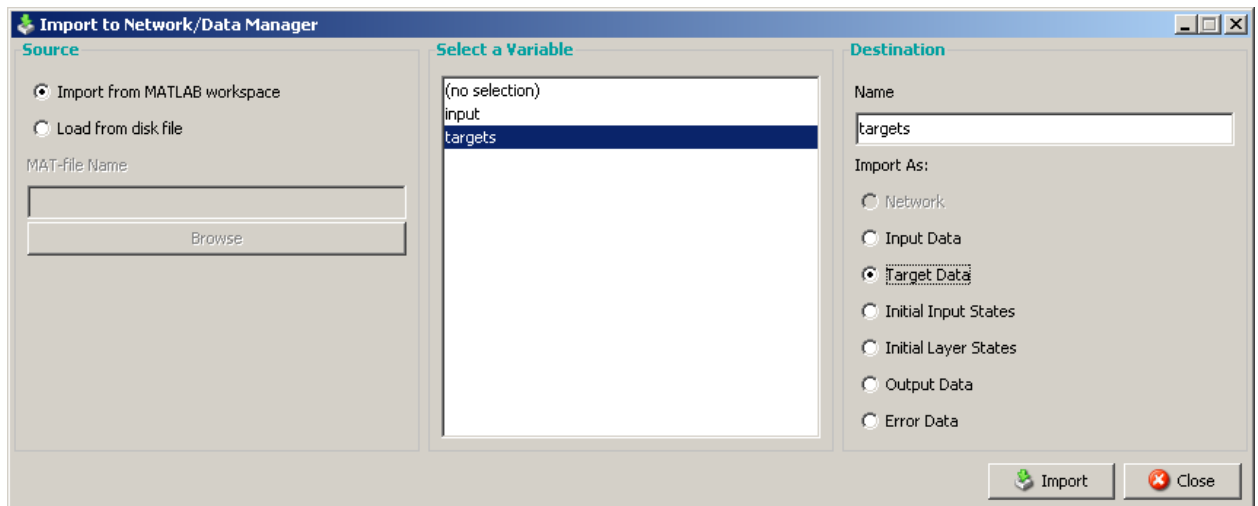 Import to Network/Data Manager
Source
Import from MATLAB workspace
Load from disk file
MAT-file Name
Browse
Select a Variable
(no selection)
input
targets
Destination
Name
targets
Import As:
Network
Input Data
Target Data
Initial Input States
Initial Layer States
Output Data
Error Data
Import
Close